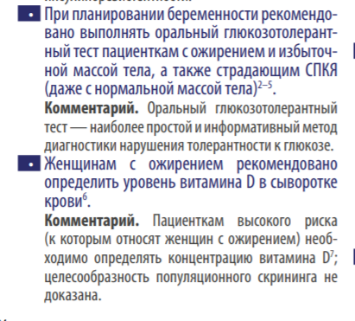 При планировании беременности рекомендо-
вано выполнять оральный глюкозотолерант-
ный тест пациенткам с ожирением и избыточ-
ной массой тела, а также страдающим СПКЯ
(даже с нормальной массой тела)²⁻⁵.
Комментарий. Оральный глюкозотолерантный
тест — наиболее простой и информативный метод
диагностики нарушения толерантности к глюкозе.
Женщинам с ожирением рекомендовано
определить уровень витамина D в сыворотке
крови⁶.
Комментарий. Пациенткам высокого риска
(к которым относят женщин с ожирением) необ-
ходимо определять концентрацию витамина D⁷;
целесообразность популяционного скрининга не
доказана.